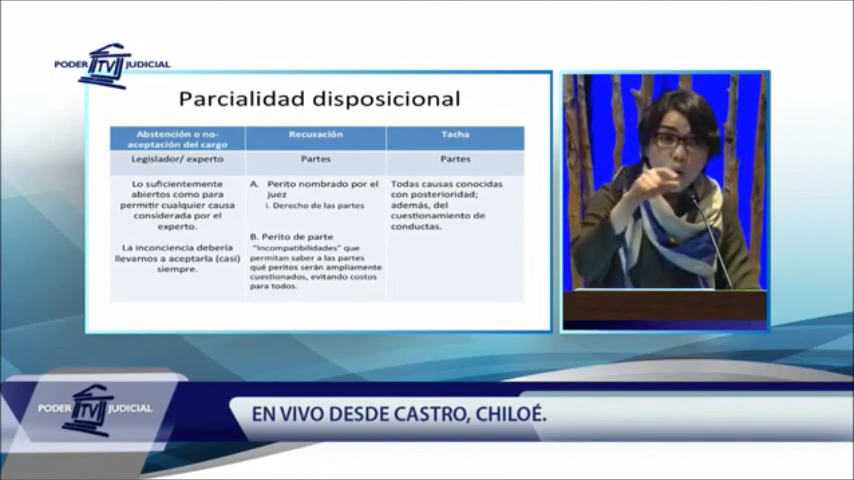 PODER TV JUDICIAL
Parcialidad disposicional
Abstención o no-
aceptación del cargo
Recusación
Tacha
Legislador/ experto
Partes
Partes
Lo suficientemente
abiertos como para
permitir cualquier causa
considerada por el
experto.
La inconciencia debería
llevarnos a aceptarla (casi)
siempre.
A. Perito nombrado por el
juez
i. Derecho de las partes
B. Perito de parte
"Incompatibilidades" que
permitan saber a las partes
qué peritos serán ampliamente
cuestionados, evitando costos
para todos.
Todas causas conocidas
con posterioridad;
además, del
cuestionamiento de
conductas.
PODER TV JUDICIAL
EN VIVO DESDE CASTRO, CHILOÉ.